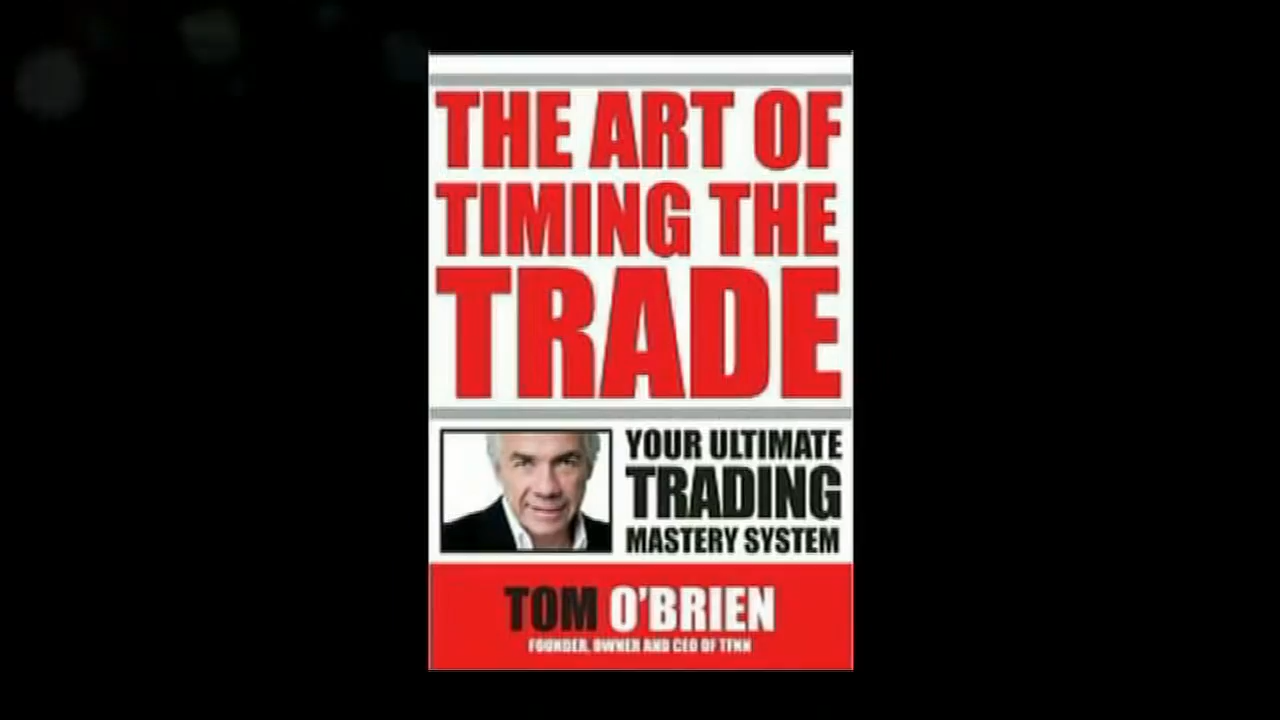 THE ART OF
TIMING THE
TRADE
YOUR ULTIMATE
TRADING
MASTERY SYSTEM
TOM O'BRIEN
FOUNDER, OWNER AND CEO OF TFNN